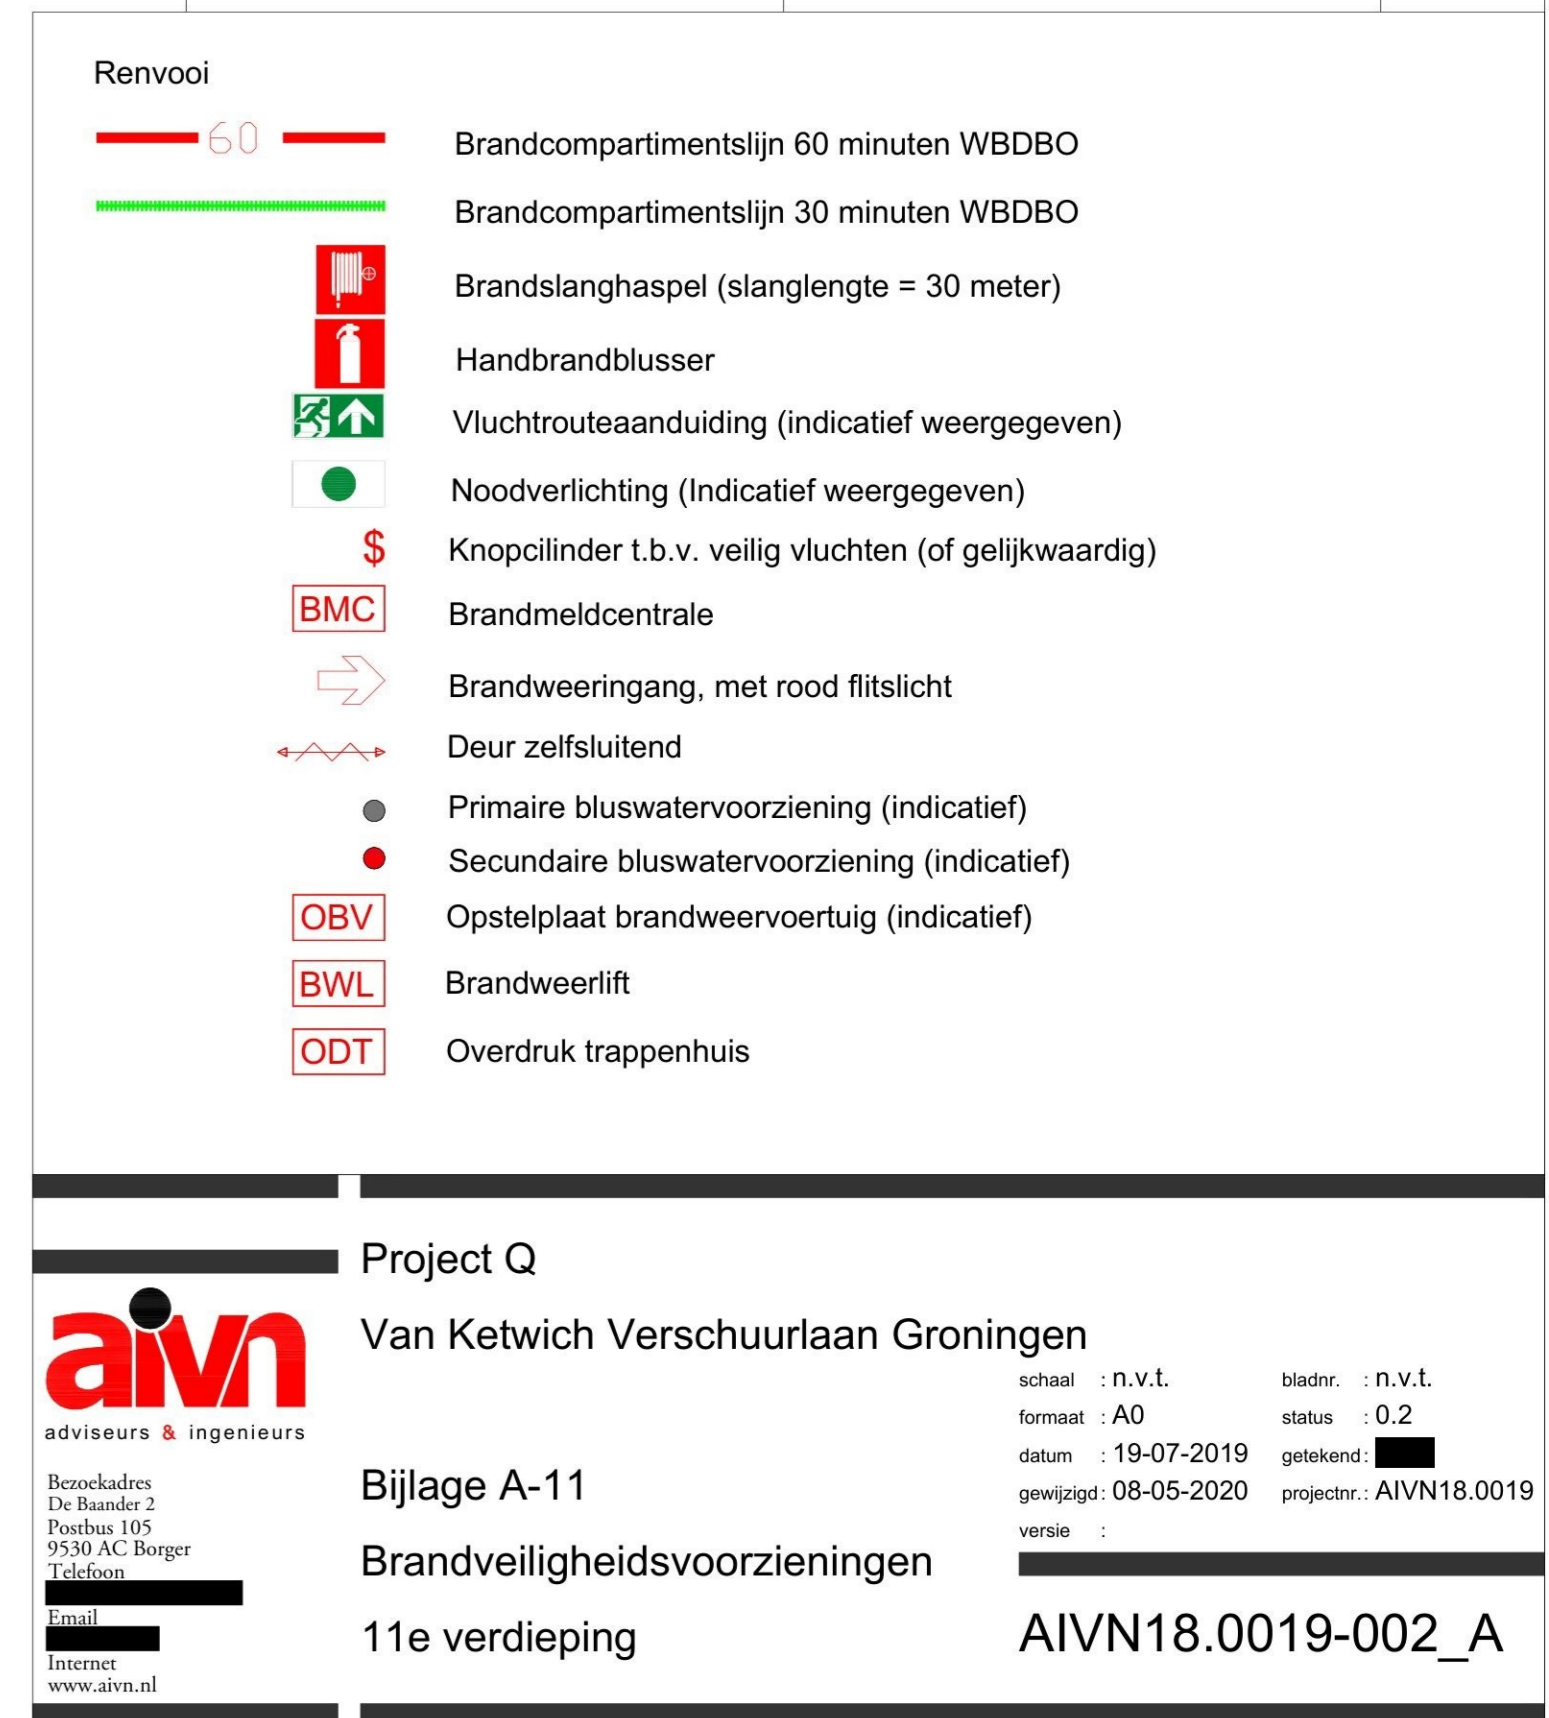 Renvooi
60 Brandcompartimentslijn 60 minuten WBDBO
Brandcompartimentslijn 30 minuten WBDBO
Brandslanghaspel (slanglengte = 30 meter)
Handbrandblusser
Vluchtrouteaanduiding (indicatief weergegeven)
Noodverlichting (Indicatief weergegeven)
$ Knopcilinder t.b.v. veilig vluchten (of gelijkwaardig)
BMC Brandmeldcentrale
Brandweeringang, met rood flitslicht
Deur zelfsluitend
Primaire bluswatervoorziening (indicatief)
Secundaire bluswatervoorziening (indicatief)
OBV Opstelplaat brandweervoertuig (indicatief)
BWL Brandweerlift
ODT Overdruk trappenhuis
aivn
adviseurs & ingenieurs
Bezoekadres
De Baander 2
Postbus 105
9530 AC Borger
Telefoon
Email
Internet
www.aivn.nl
Project Q
Van Ketwich Verschuurlaan Groningen
Bijlage A-11
Brandveiligheidsvoorzieningen
11e verdieping
schaal : n.v.t. bladnr. : n.v.t.
formaat : A0 status : 0.2
datum : 19-07-2019 getekend :
gewijzigd : 08-05-2020 projectnr. : AIVN18.0019
versie :
AIVN18.0019-002_A